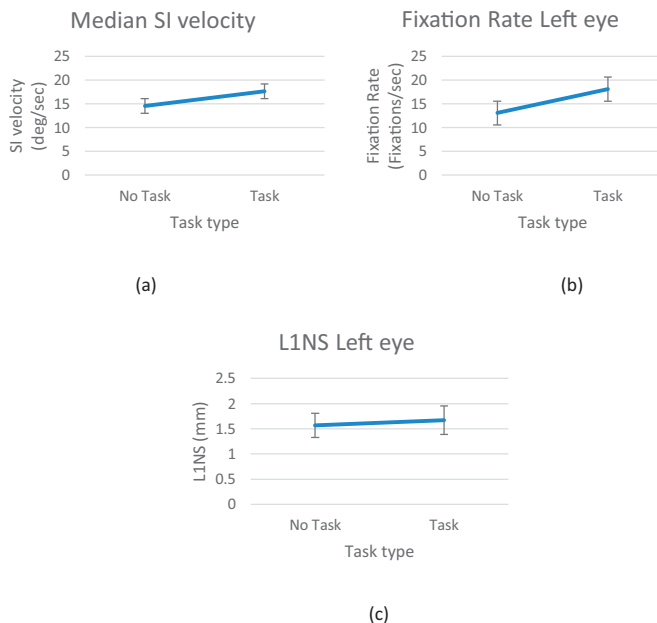 Median SI velocity
25
20
15
10
5
0
SI velocity
(deg/sec)
No Task
Task
Task type
(a)
Fixation Rate Left eye
25
20
15
10
5
0
Fixation Rate
(Fixations/sec)
No Task
Task
Task type
(b)
L1NS Left eye
2.5
2
1.5
1
0.5
0
L1NS (mm)
No Task
Task
Task type
(c)